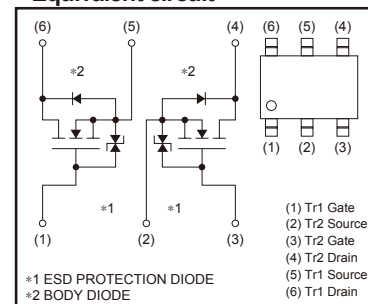 (6) (5) (4)
(6) (5) (4)
∗2 ∗2
(1) (2) (3)
∗1 ∗1
(1) (2) (3)
(1) Tr1 Gate
(2) Tr2 Source
(3) Tr2 Gate
(4) Tr2 Drain
(5) Tr1 Source
(6) Tr1 Drain
∗1 ESD PROTECTION DIODE
∗2 BODY DIODE